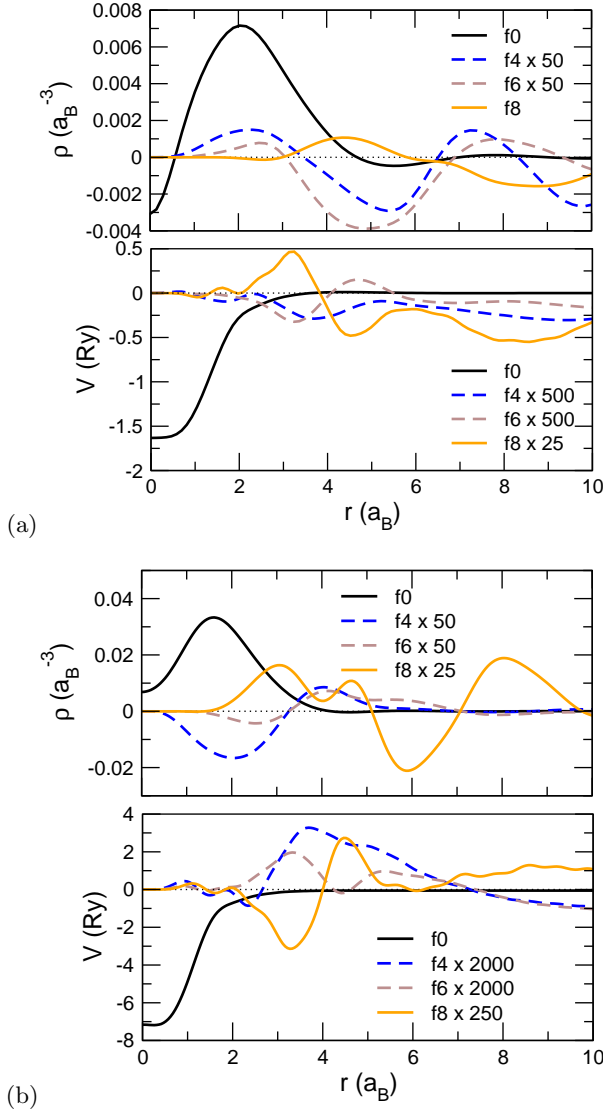 0.008
0.006
0.004
0.002
0
-0.002
-0.004
ρ (a_B^-3)
f0
f4 x 50
f6 x 50
f8
0.5
0
-0.5
-1
-1.5
-2
V (Ry)
f0
f4 x 500
f6 x 500
f8 x 25
0 2 4 6 8 10
r (a_B)
(a)
0.04
0.02
0
-0.02
ρ (a_B^-3)
f0
f4 x 50
f6 x 50
f8 x 25
4
2
0
-2
-4
-6
-8
V (Ry)
f0
f4 x 2000
f6 x 2000
f8 x 250
0 2 4 6 8 10
r (a_B)
(b)